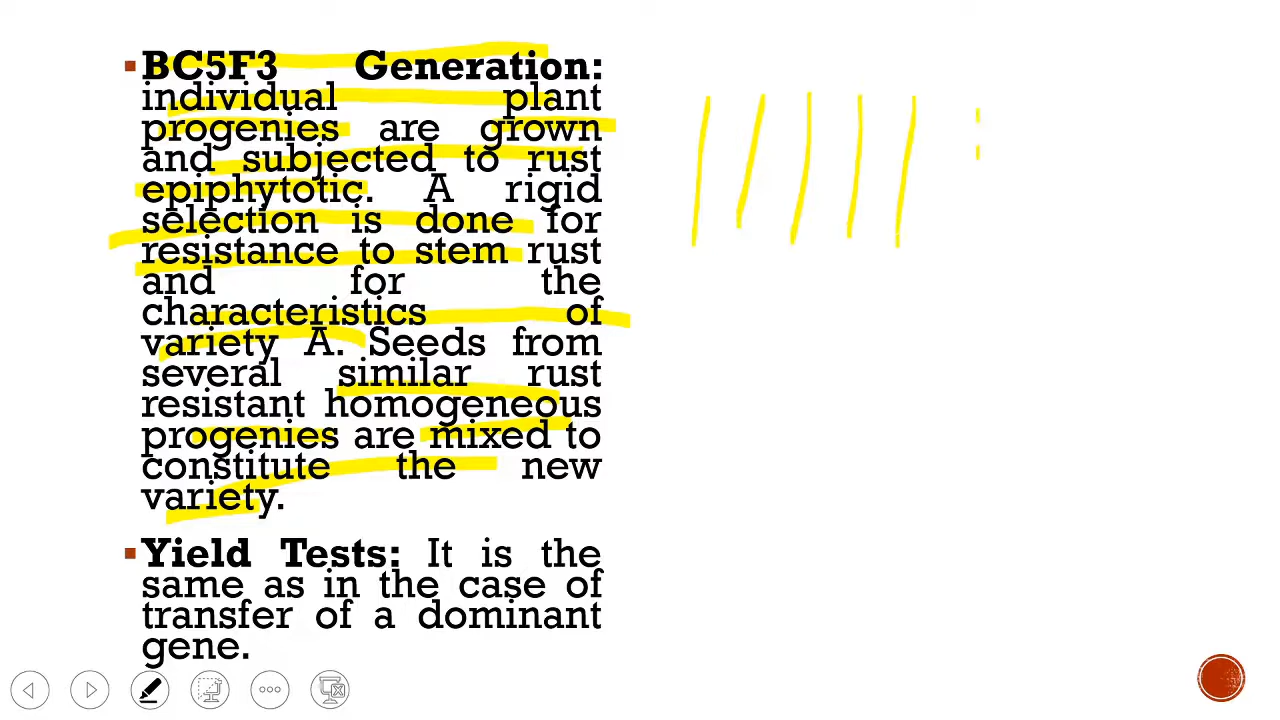 BC5F3 Generation:
individual plant
progenies are grown
and subjected to rust
epiphytotic. A rigid
selection is done for
resistance to stem rust
and for the
characteristics of
variety A. Seeds from
several similar rust
resistant homogeneous
progenies are mixed to
constitute the new
variety.
Yield Tests: It is the
same as in the case of
transfer of a dominant
gene.